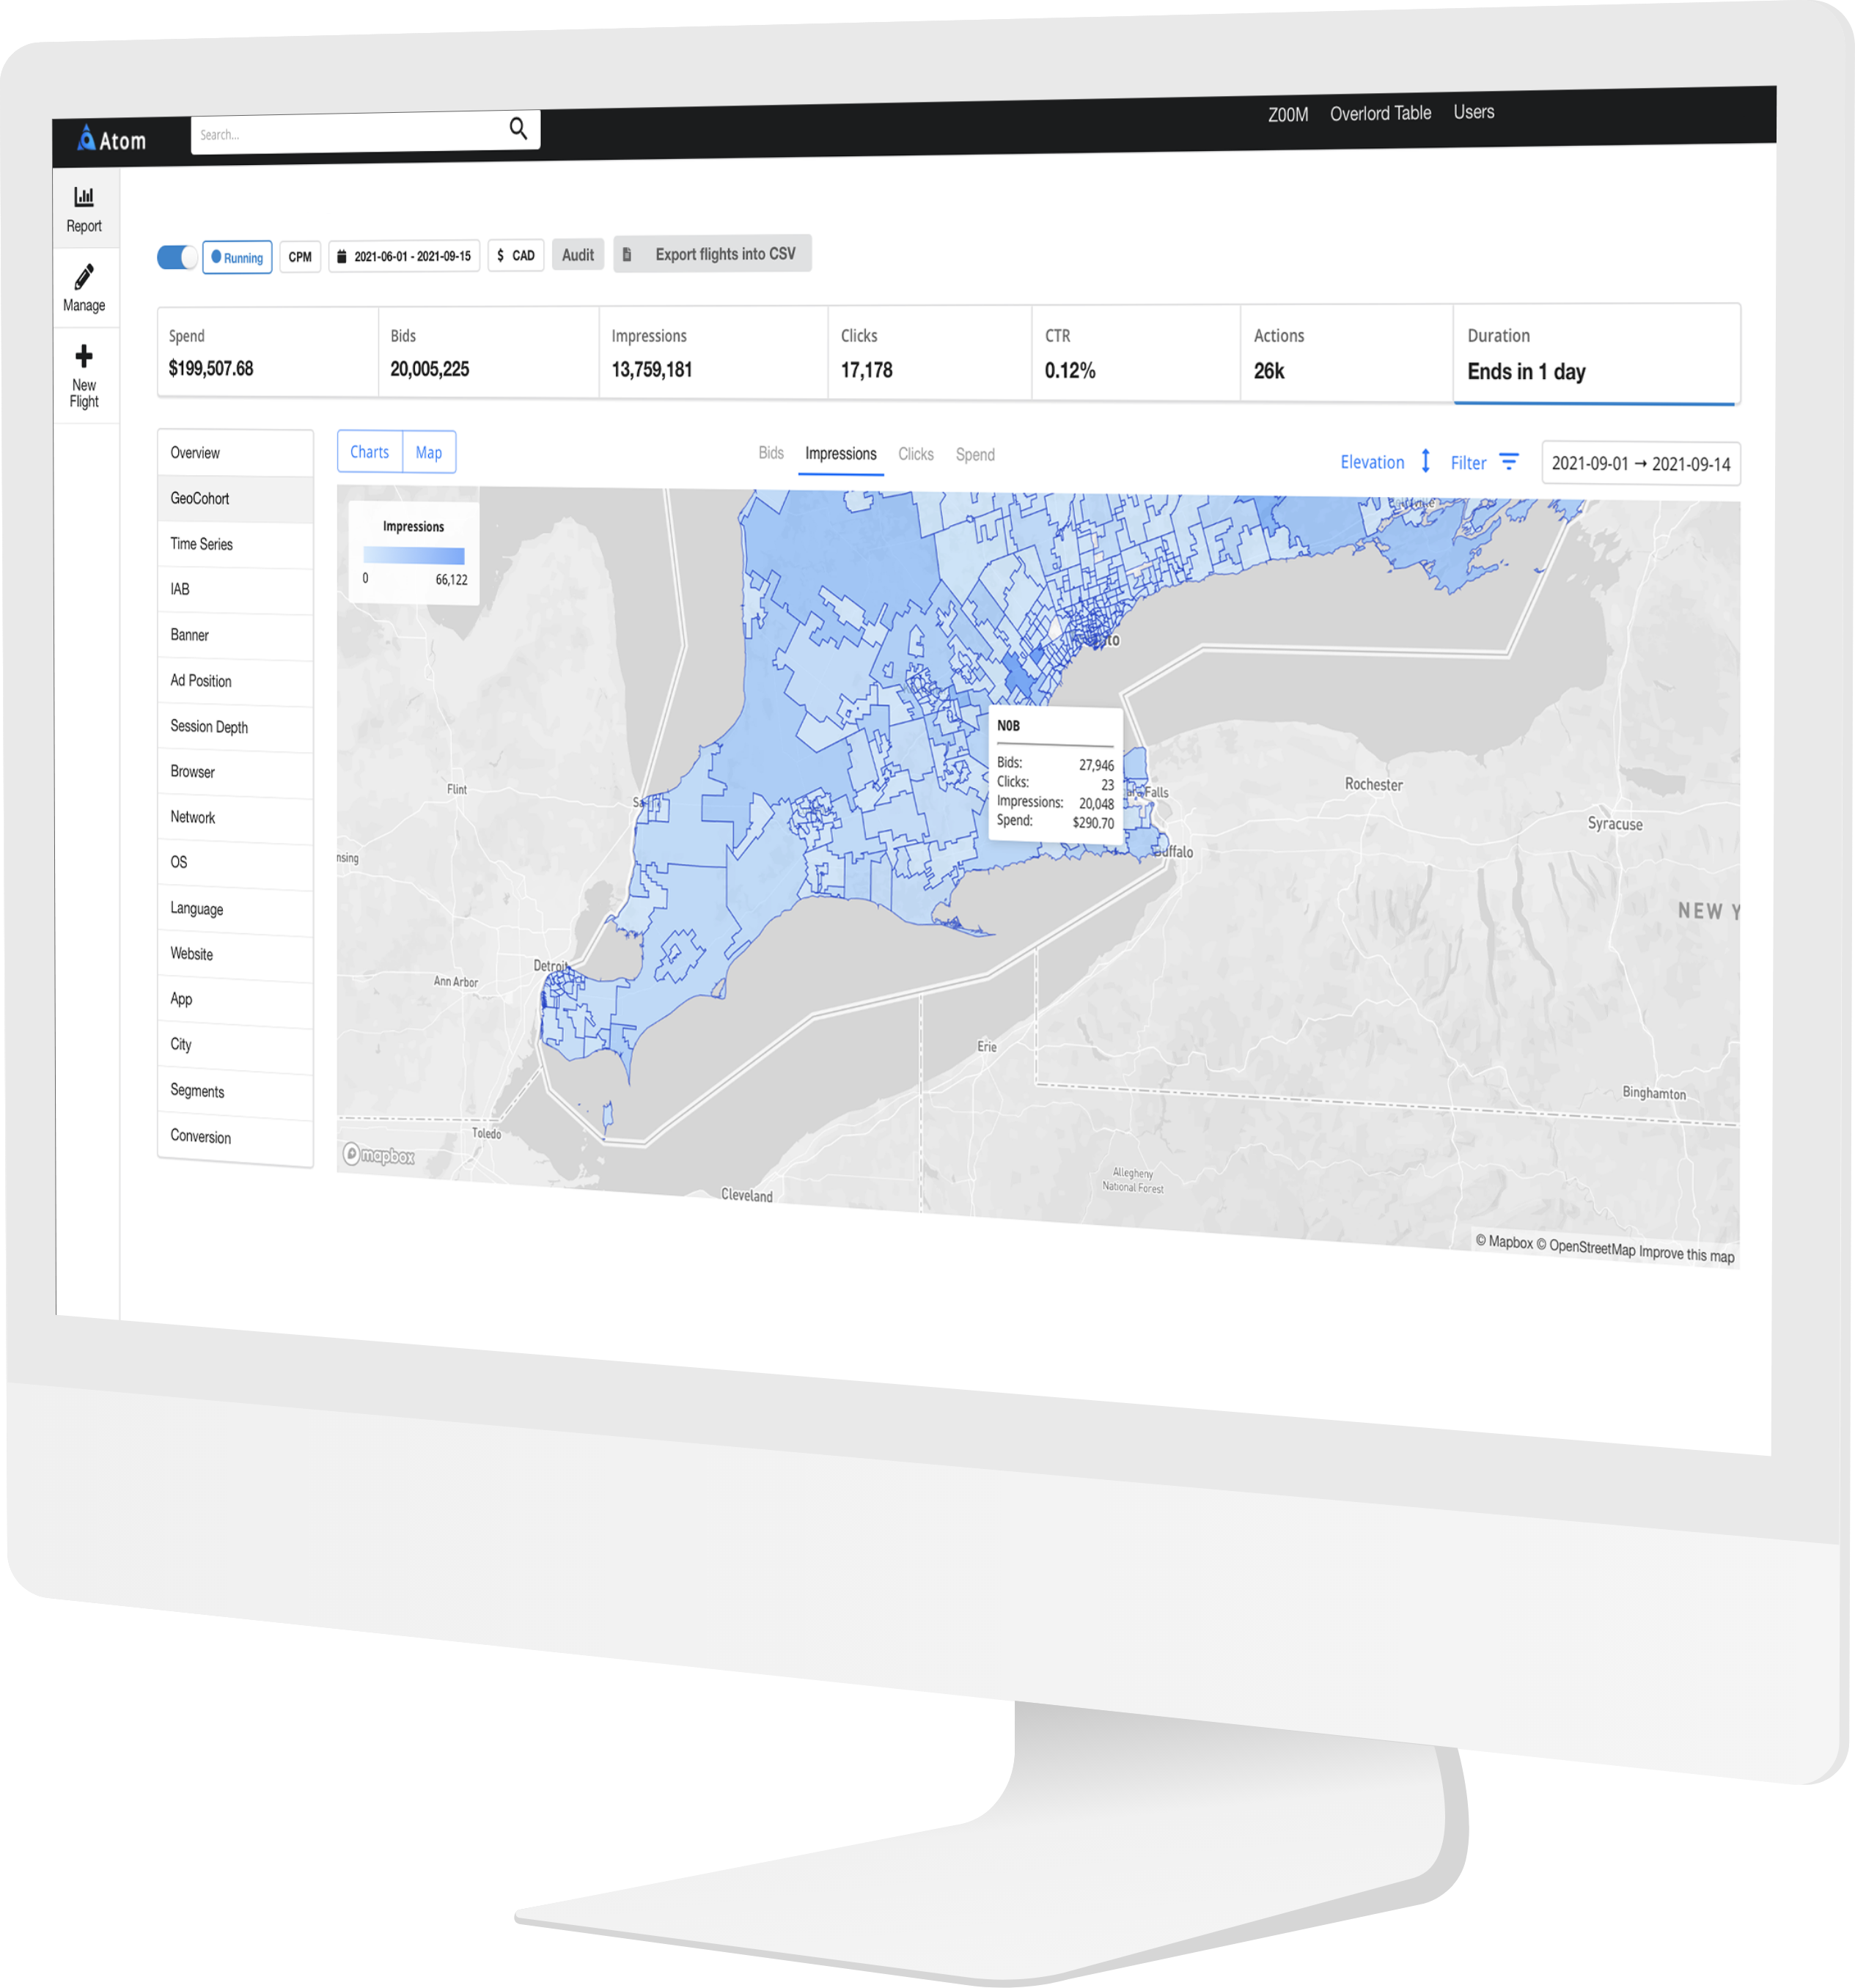 Atom
Search...
Z00M Overlord Table Users
Report
Manage
New
Flight
Running
CPM
2021-06-01 - 2021-09-15
$ CAD
Audit
Export flights into CSV
Spend
$199,507.68
Bids
20,005,225
Impressions
13,759,181
Clicks
17,178
CTR
0.12%
Actions
26k
Duration
Ends in 1 day
Overview
GeoCohort
Time Series
IAB
Banner
Ad Position
Session Depth
Browser
Network
OS
Language
Website
App
City
Segments
Conversion
Charts Map
Bids Impressions Clicks Spend
Elevation
Filter
2021-09-01 → 2021-09-14
Impressions
0 66,122
N0B
Bids: 27,946
Clicks: 23
Impressions: 20,048
Spend: $290.70
Falls
Rochester
Flint
Syracuse
nsing
uffalo
NEW Y
Detroit
Ann Arbor
Erie
Binghamton
Toledo
Allegheny
National Forest
Cleveland
mapbox
© Mapbox © OpenStreetMap Improve this map